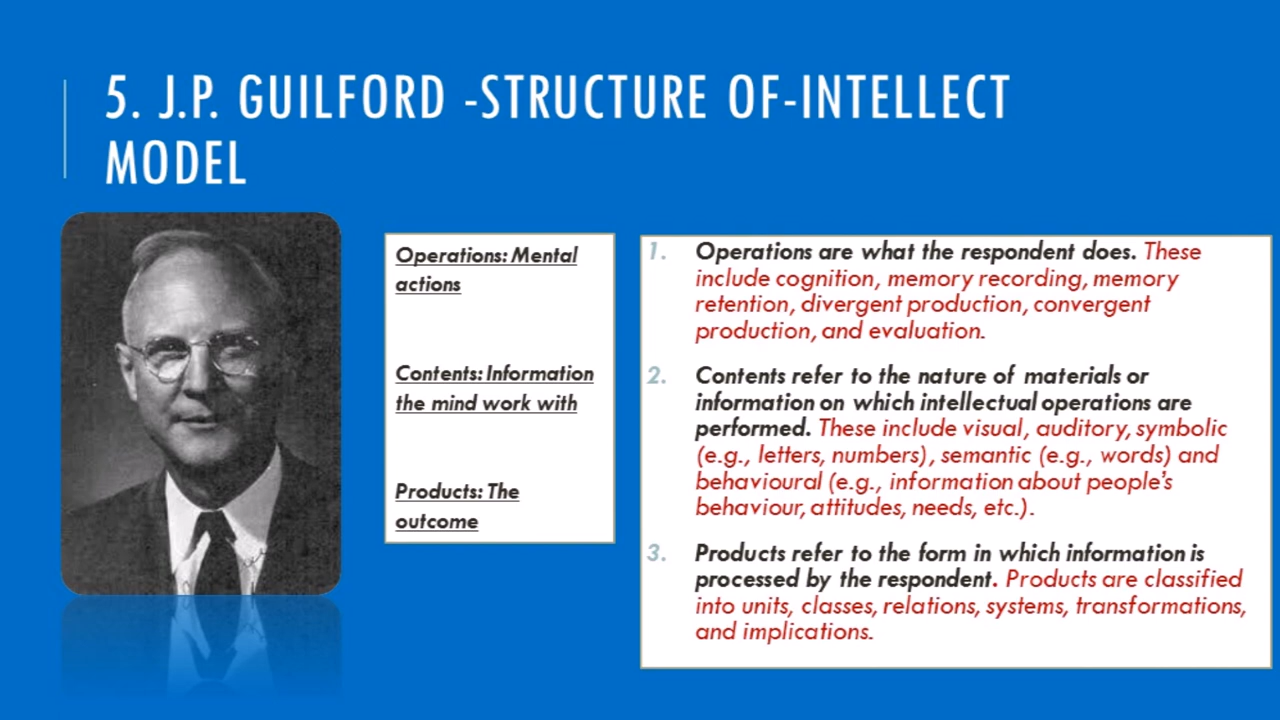 5. J.P. GUILFORD -STRUCTURE OF-INTELLECT
MODEL
Operations: Mental
actions
Contents: Information
the mind work with
Products: The
outcome
1. Operations are what the respondent does. These
include cognition, memory recording, memory
retention, divergent production, convergent
production, and evaluation.
2. Contents refer to the nature of materials or
information on which intellectual operations are
performed. These include visual, auditory, symbolic
(e.g., letters, numbers), semantic (e.g., words) and
behavioural (e.g., information about people's
behaviour, attitudes, needs, etc.).
3. Products refer to the form in which information is
processed by the respondent. Products are classified
into units, classes, relations, systems, transformations,
and implications.